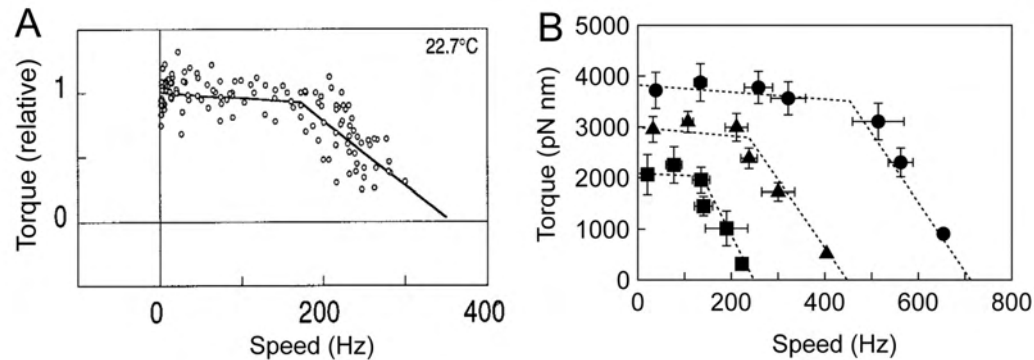 A
22.7°C
1
0
Torque (relative)
0
200
400
Speed (Hz)
B
5000
4000
3000
2000
1000
0
Torque (pN nm)
0
200
400
600
800
Speed (Hz)